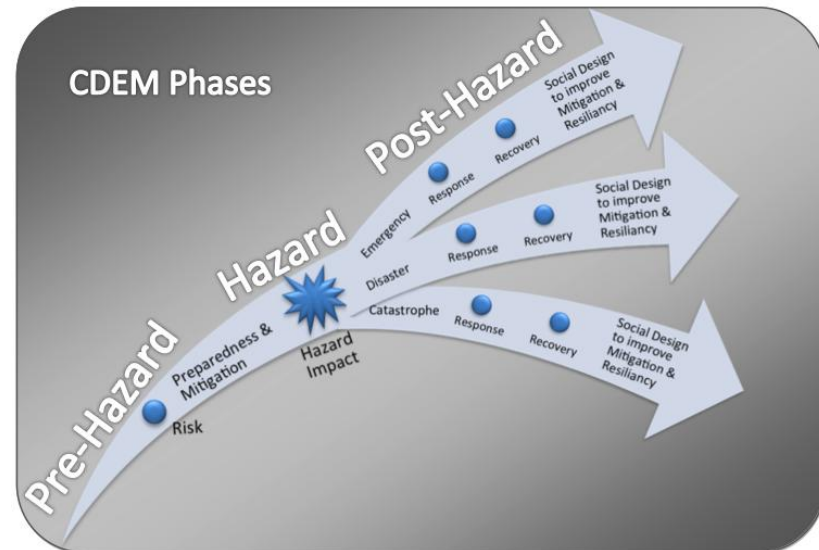 CDEM Phases
Pre-Hazard
Hazard
Post-Hazard
Risk
Preparedness &
Mitigation
Hazard
Impact
Emergency
Response
Recovery
Social Design
to improve
Mitigation &
Resiliancy
Disaster
Response
Recovery
Social Design
to improve
Mitigation &
Resiliancy
Catastrophe
Response
Recovery
Social Design
to improve
Mitigation &
Resiliancy